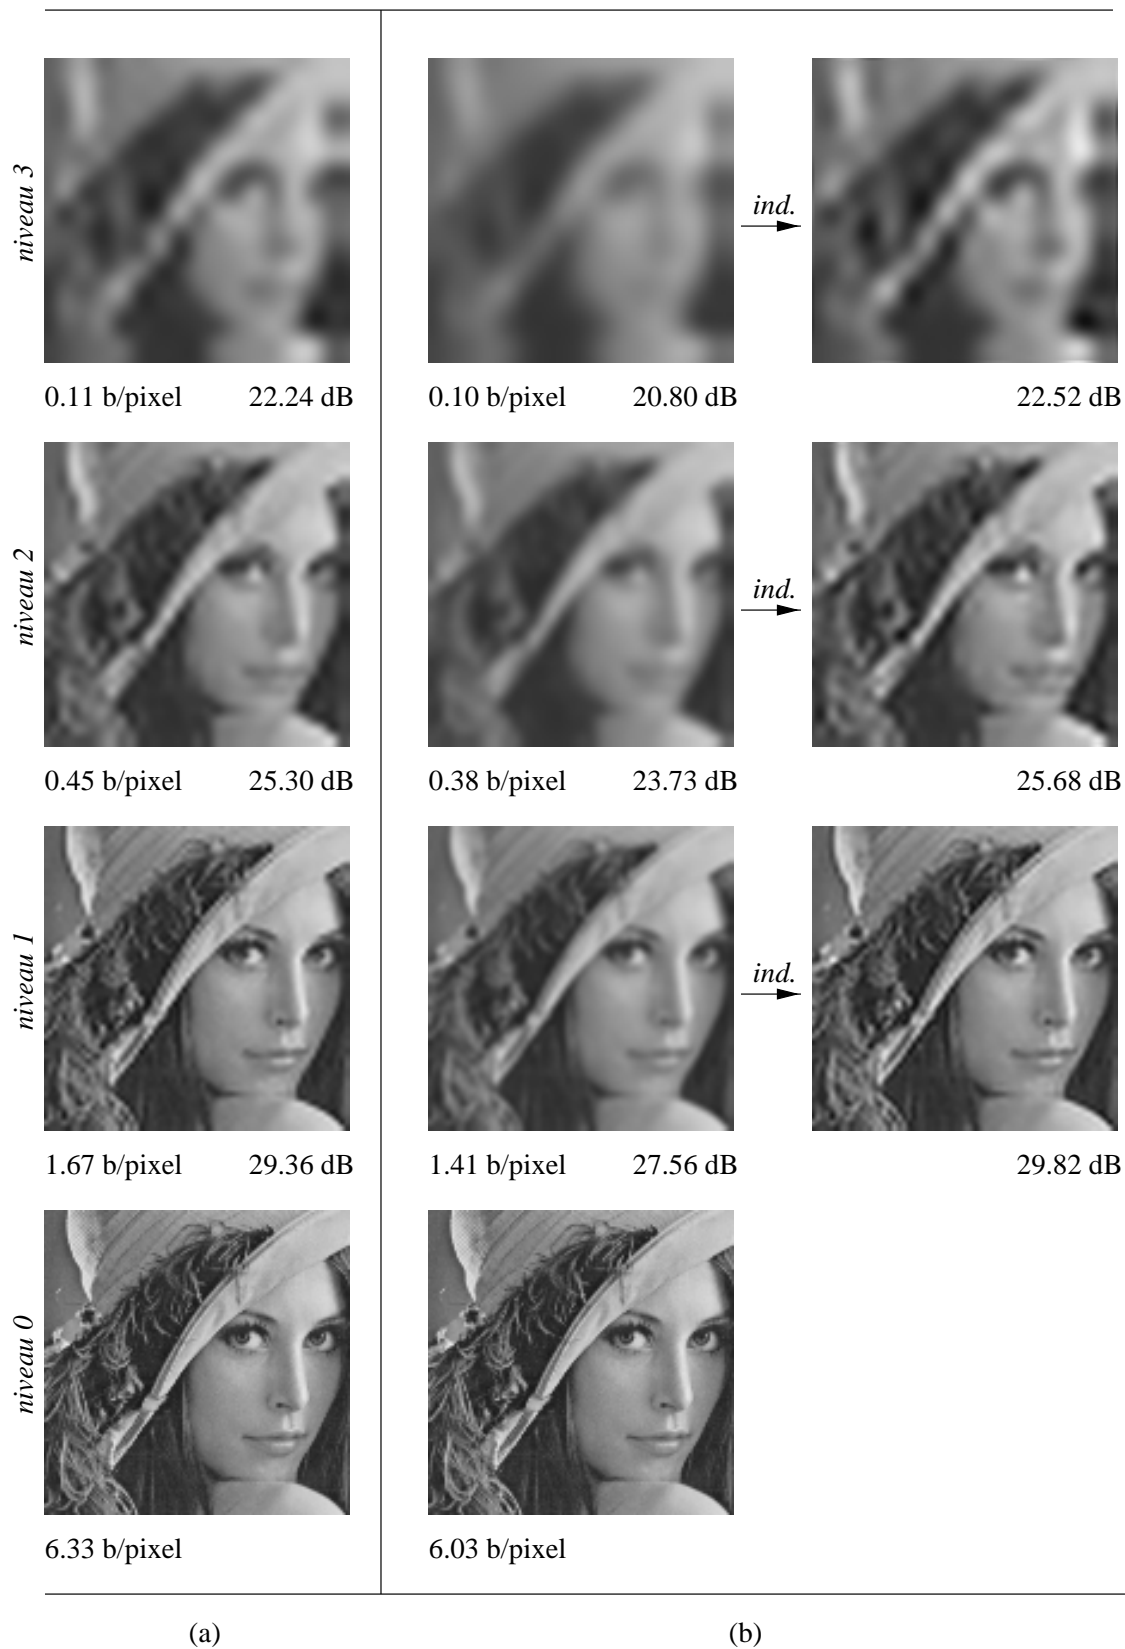 niveau 3
ind.
0.11 b/pixel 22.24 dB 0.10 b/pixel 20.80 dB 22.52 dB
niveau 2
ind.
0.45 b/pixel 25.30 dB 0.38 b/pixel 23.73 dB 25.68 dB
niveau 1
ind.
1.67 b/pixel 29.36 dB 1.41 b/pixel 27.56 dB 29.82 dB
niveau 0
6.33 b/pixel 6.03 b/pixel
(a) (b)